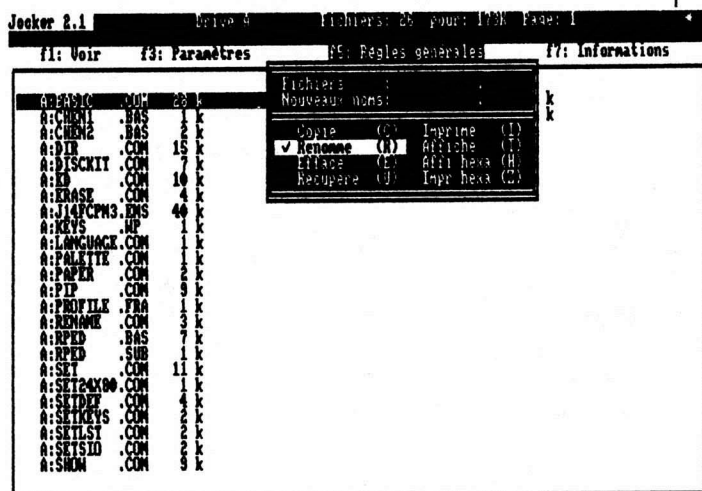 Jocker 2.1 Drive A Fichiers: 26 pour: 173K Page: 1
f1: Voir f3: Paramètres f5: Règles générales f7: Informations
Fichiers : .
Nouveaux noms: .
Copie (C) Imprime (I)
✓ Renomme (R) Affiche (T)
Efface (E) Affi hexa (H)
Récupère (U) Impr hexa
A:BASIC .COM 28 k
k
A:CHEN1 .BAS 1 k
k
A:CHEN2 .BAS 2 k
A:DIR .COM 15 k
A:DISCKIT .COM 7 k
A:ED .COM 10 k
A:ERASE .COM 4 k
A:J14FCPM3.EMS 40 k
A:KEYS .WP 1 k
A:LANGUAGE.COM 1 k
A:PALETTE .COM 1 k
A:PAPER .COM 2 k
A:PIP .COM 9 k
A:PROFILE .FRA 1 k
A:RENAME .COM 3 k
A:RPED .BAS 7 k
A:RPED .SUB 1 k
A:SET .COM 11 k
A:SET24X80.COM 1 k
A:SETDEF .COM 4 k
A:SETKEYS .COM 2 k
A:SETLST .COM 2 k
A:SETSIO .COM 2 k
A:SHOW .COM 9 k